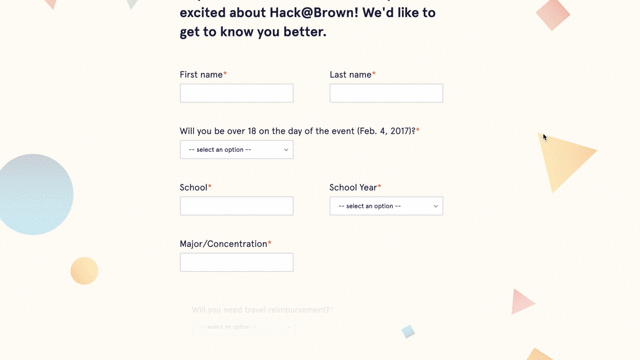 excited about Hack@Brown! We'd like to
get to know you better.
First name* Last name*
Will you be over 18 on the day of the event (Feb. 4, 2017)?*
-- select an option --
School* School Year*
-- select an option --
Major/Concentration*
Will you need travel reimbursement?*
-- select an option --